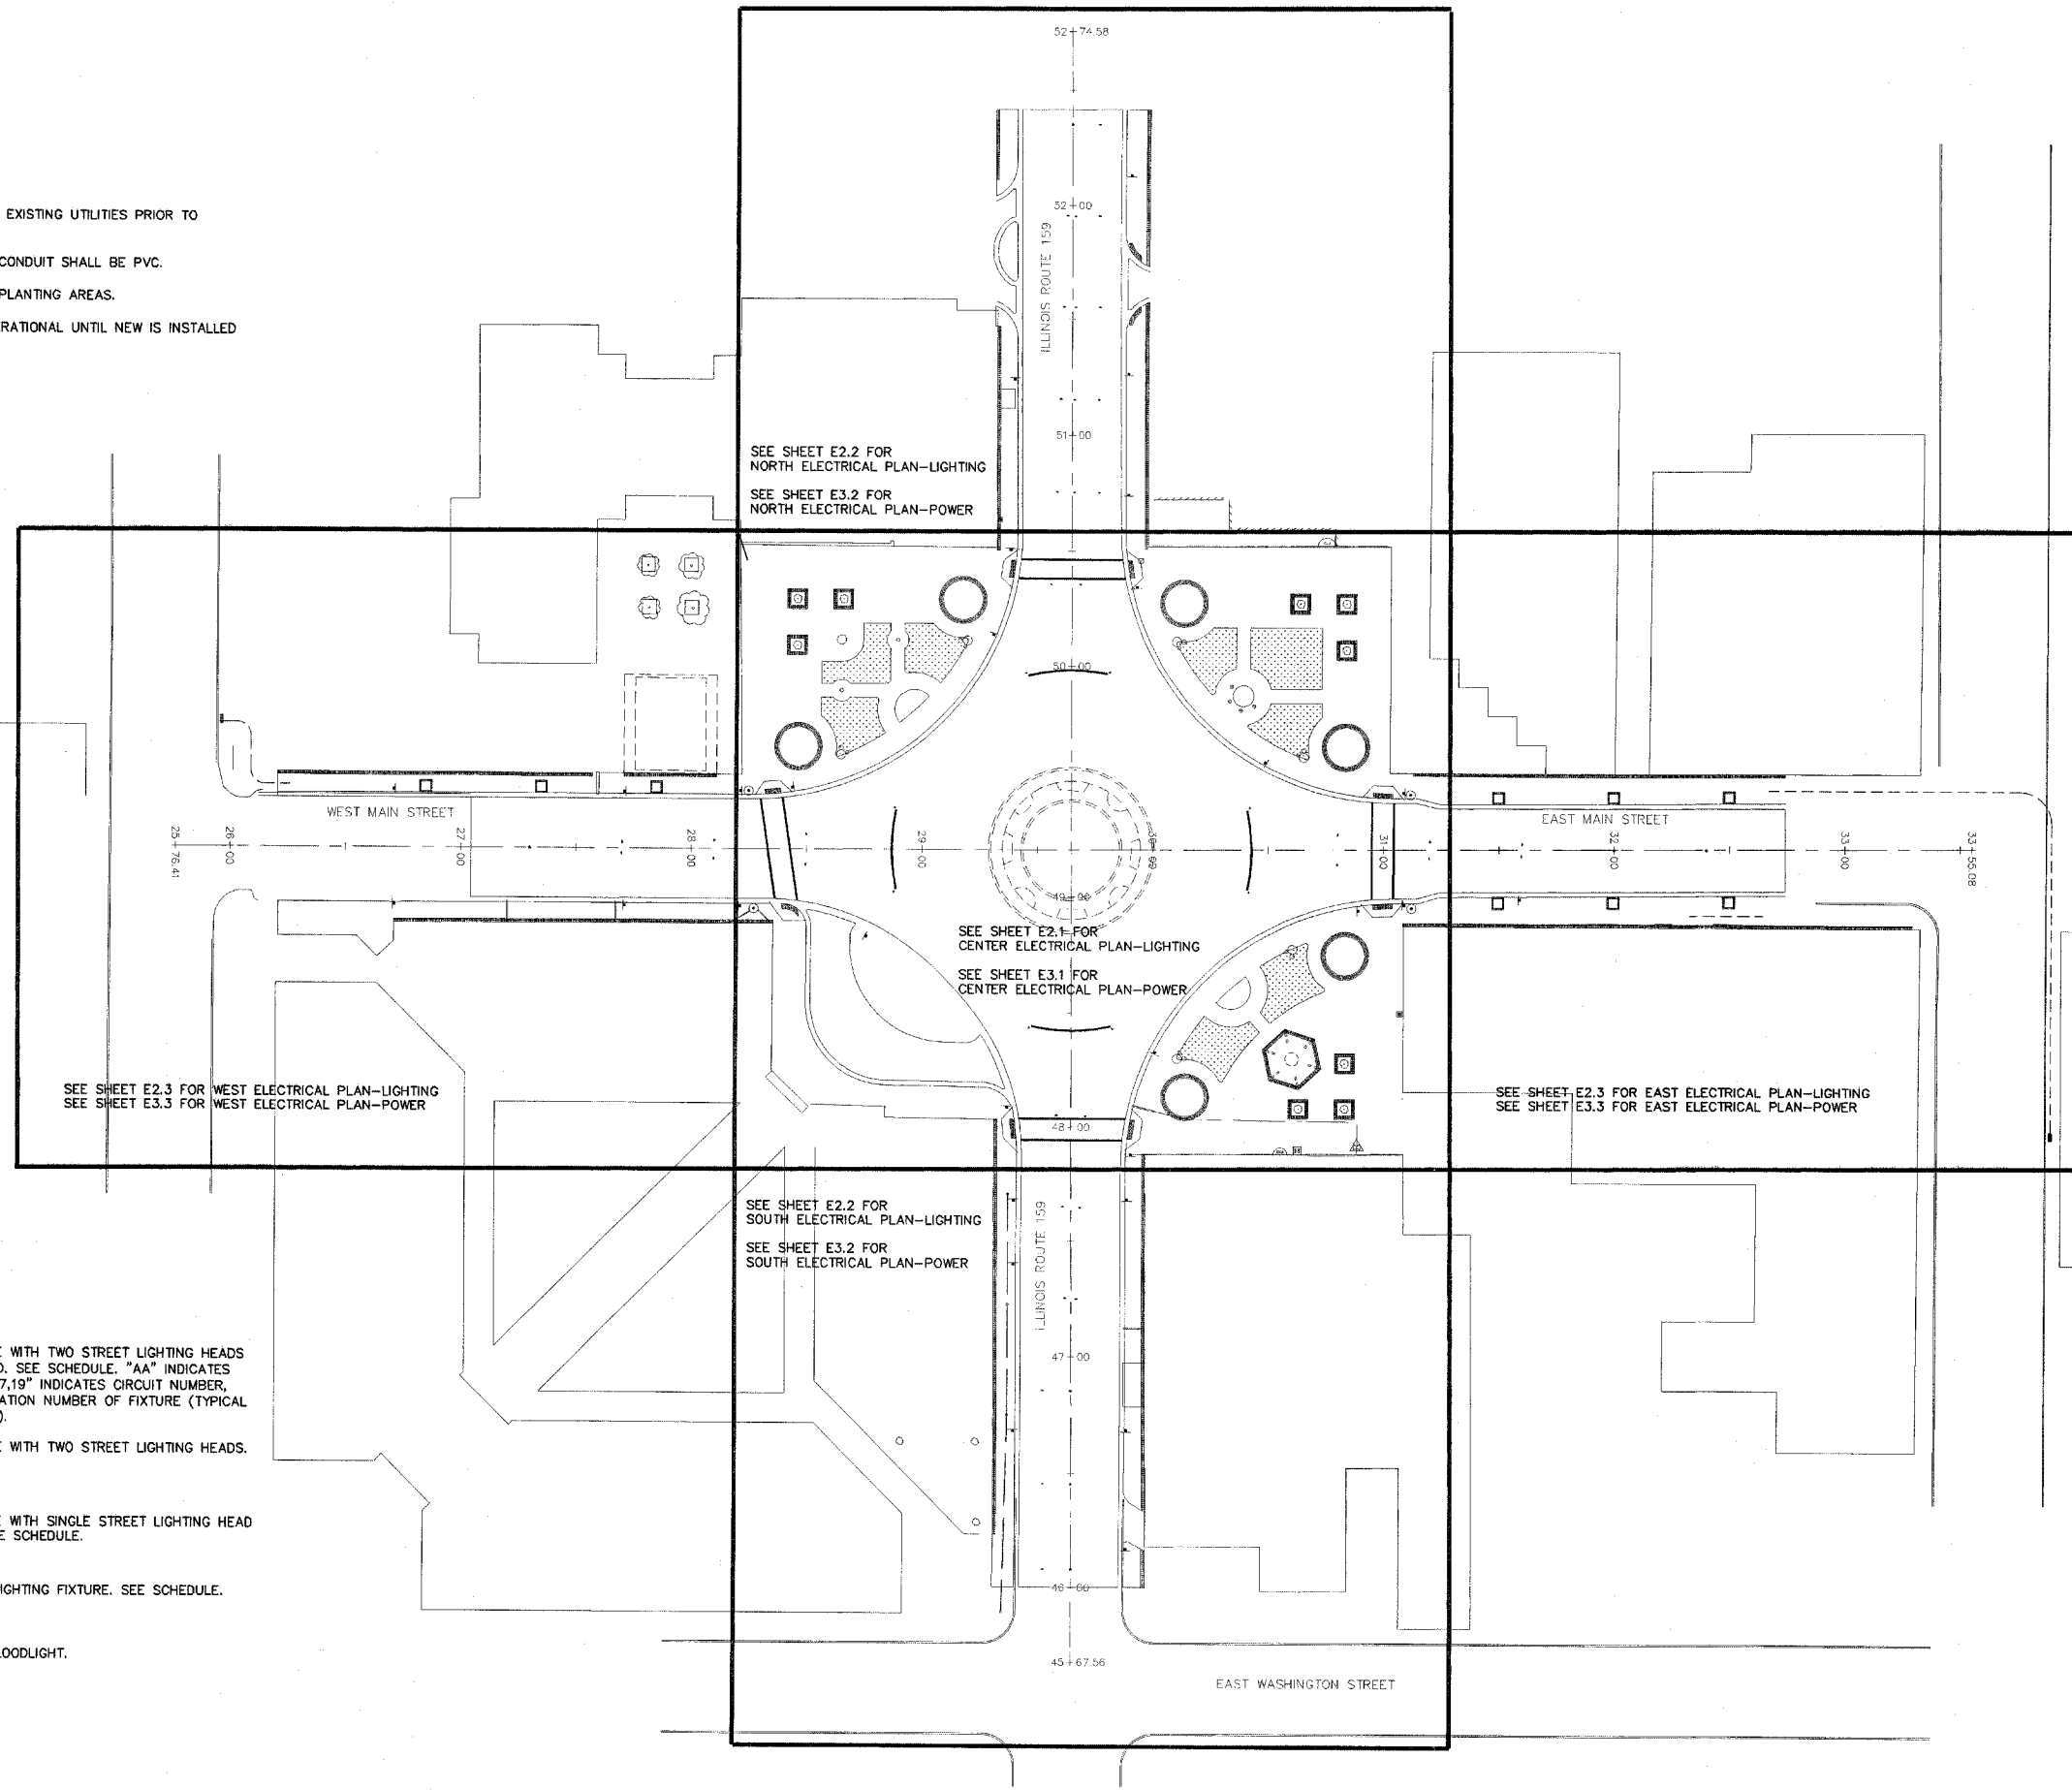 52+74.58
EXISTING UTILITIES PRIOR TO
CONDUIT SHALL BE PVC.
PLANTING AREAS.
ERATIONAL UNTIL NEW IS INSTALLED
52+00
ILLINOIS ROUTE 159
51+00
SEE SHEET E2.2 FOR
NORTH ELECTRICAL PLAN-LIGHTING
SEE SHEET E3.2 FOR
NORTH ELECTRICAL PLAN-POWER
50+00
WEST MAIN STREET
EAST MAIN STREET
25+76.41
26+00
27+00
28+00
29+00
30+00
31+00
32+00
33+00
33+55.08
49+00
SEE SHEET E2.1 FOR
CENTER ELECTRICAL PLAN-LIGHTING
SEE SHEET E3.1 FOR
CENTER ELECTRICAL PLAN-POWER
SEE SHEET E2.3 FOR WEST ELECTRICAL PLAN-LIGHTING
SEE SHEET E3.3 FOR WEST ELECTRICAL PLAN-POWER
SEE SHEET E2.3 FOR EAST ELECTRICAL PLAN-LIGHTING
SEE SHEET E3.3 FOR EAST ELECTRICAL PLAN-POWER
48+00
SEE SHEET E2.2 FOR
SOUTH ELECTRICAL PLAN-LIGHTING
SEE SHEET E3.2 FOR
SOUTH ELECTRICAL PLAN-POWER
ILLINOIS ROUTE 159
47+00
E WITH TWO STREET LIGHTING HEADS
D. SEE SCHEDULE. "AA" INDICATES
7,19" INDICATES CIRCUIT NUMBER,
ATION NUMBER OF FIXTURE (TYPICAL
).
E WITH TWO STREET LIGHTING HEADS.
E WITH SINGLE STREET LIGHTING HEAD
E SCHEDULE.
IGHTING FIXTURE. SEE SCHEDULE.
46+00
LOODLIGHT.
45+67.56
EAST WASHINGTON STREET